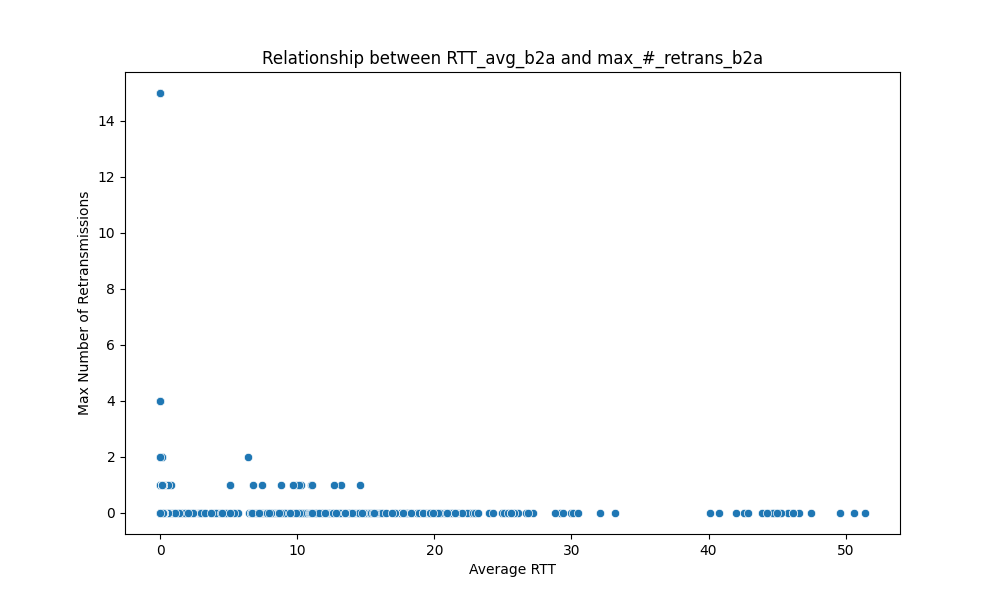 Relationship between RTT_avg_b2a and max_#_retrans_b2a
Max Number of Retransmissions
14
12
10
8
6
4
2
0
0 10 20 30 40 50
Average RTT